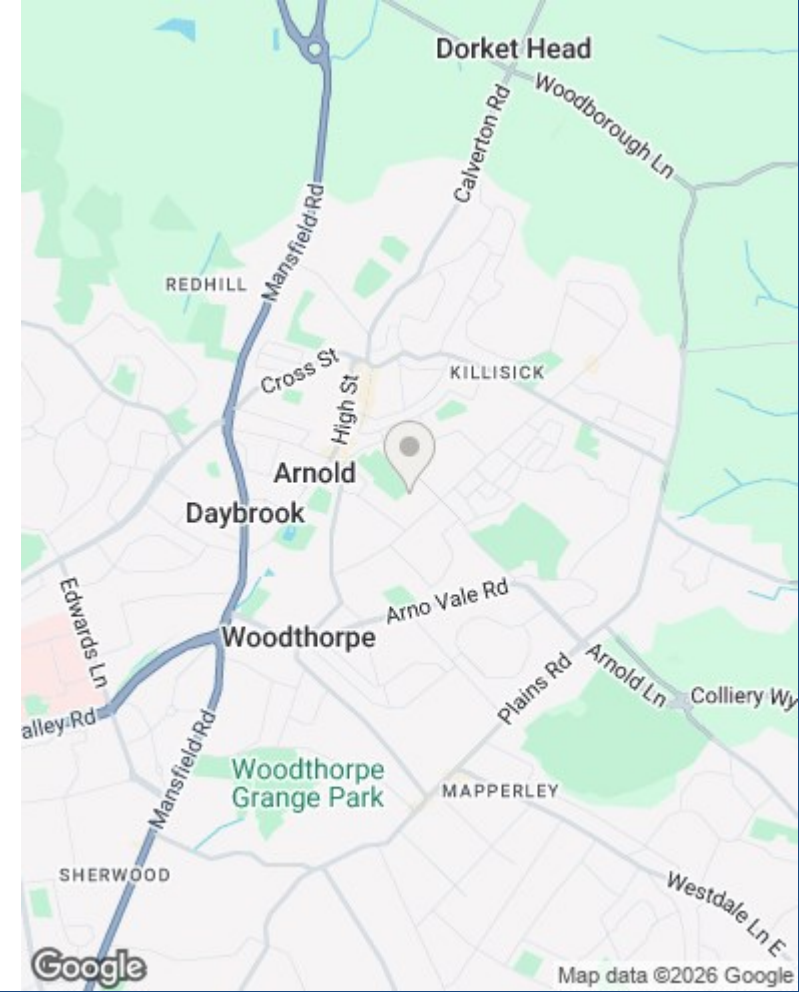 Dorket Head
Woodborough Ln
Calverton Rd
Mansfield Rd
REDHILL
Cross St
High St
KILLISICK
Arnold
Daybrook
Edwards Ln
Arno Vale Rd
Woodthorpe
Arnold Ln
Plains Rd
Colliery Wy
alley Rd
Mansfield Rd
Woodthorpe
Grange Park
MAPPERLEY
SHERWOOD
Westdale Ln E
Google
Map data ©2026 Google